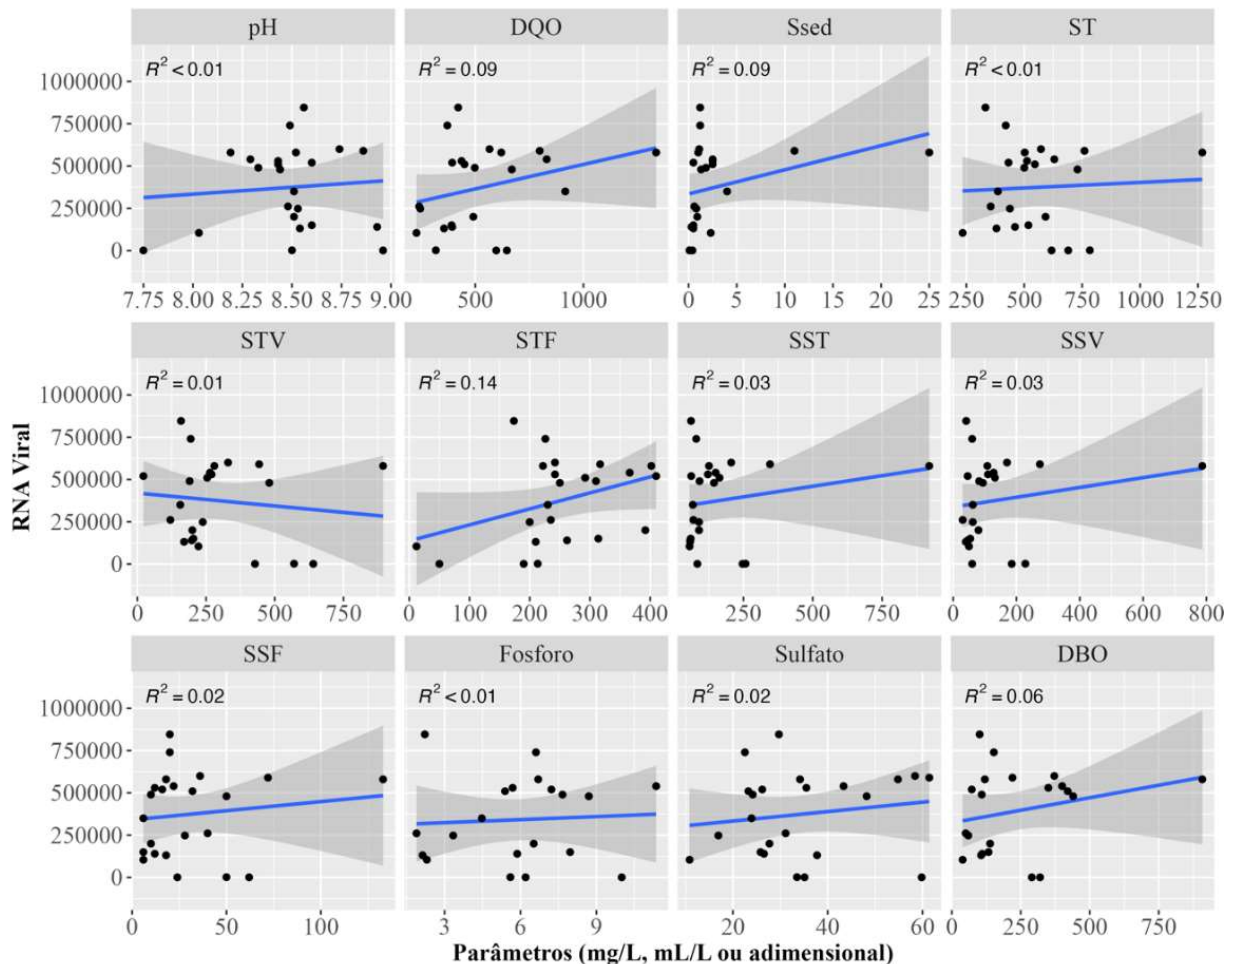 pH DQO Ssed ST
R² < 0.01 R² = 0.09 R² = 0.09 R² < 0.01
1000000
750000
500000
250000
0
7.75 8.00 8.25 8.50 8.75 9.00 500 1000 0 5 10 15 20 25 250 500 750 1000 1250
STV STF SST SSV
R² = 0.01 R² = 0.14 R² = 0.03 R² = 0.03
1000000
750000
500000
250000
0
0 250 500 750 0 100 200 300 400 250 500 750 0 200 400 600 800
RNA Viral
SSF Fosforo Sulfato DBO
R² = 0.02 R² < 0.01 R² = 0.02 R² = 0.06
1000000
750000
500000
250000
0
0 50 100 3 6 9 20 40 60 0 250 500 750
Parâmetros (mg/L, mL/L ou adimensional)